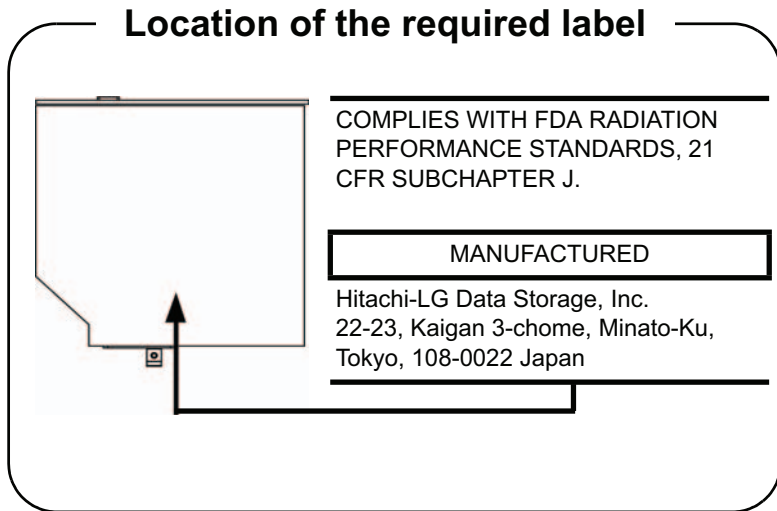 Location of the required label
COMPLIES WITH FDA RADIATION
PERFORMANCE STANDARDS, 21
CFR SUBCHAPTER J.
MANUFACTURED
Hitachi-LG Data Storage, Inc.
22-23, Kaigan 3-chome, Minato-Ku,
Tokyo, 108-0022 Japan